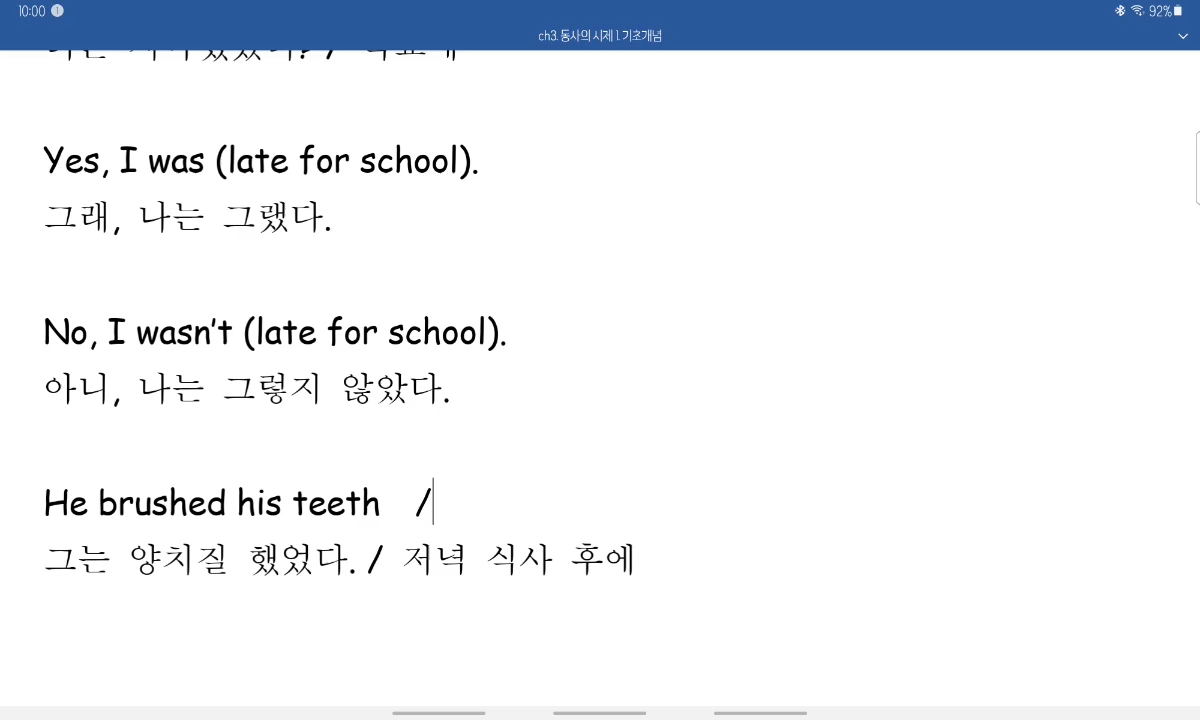 10:00 1 92%
ch3. 동사의 시제 1. 기초개념
Yes, I was (late for school).
그래, 나는 그랬다.
No, I wasn't (late for school).
아니, 나는 그렇지 않았다.
He brushed his teeth /
그는 양치질 했었다. / 저녁 식사 후에